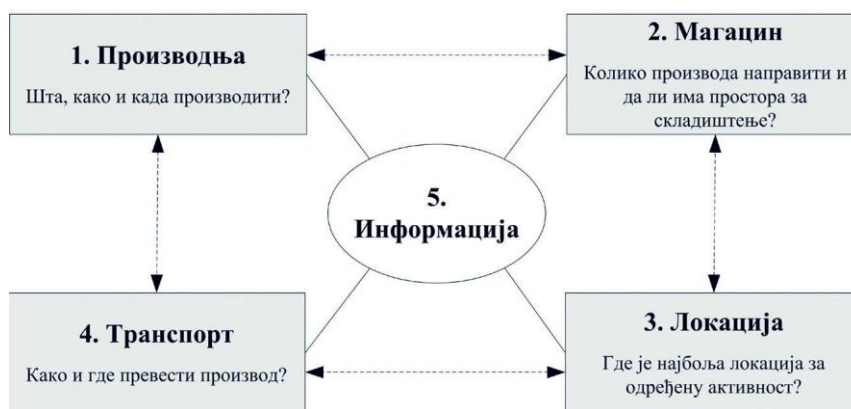 1. Производња
Шта, како и када производити?
2. Магацин
Колико производа направити и
да ли има простора за
складиштење?
5.
Информација
4. Транспорт
Како и где превести производ?
3. Локација
Где је најбоља локација за
одређену активност?